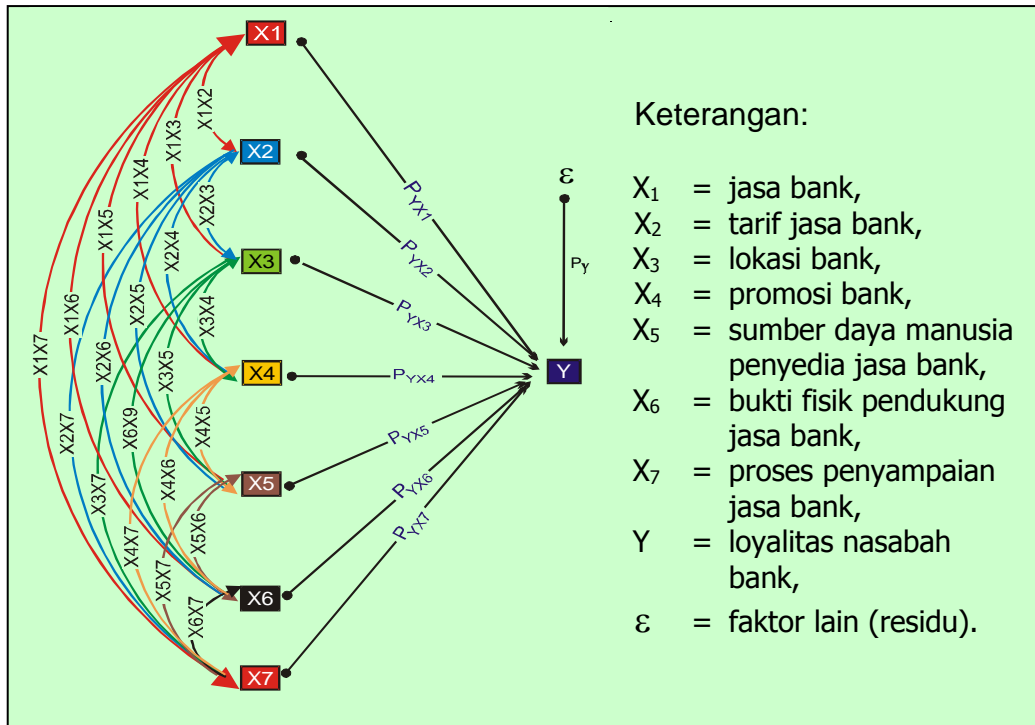 X1
X1X2
X1X3
X2
X1X4
X2X3
X1X5
X2X4
X3
X1X6
X2X5
X3X4
X1X7
X2X6
X3X5
X4
X2X7
X6X9
X4X5
X3X7
X4X6
X5
X4X7
X5X6
X5X7
X6
X6X7
X7
PYX1
PYX2
PYX3
PYX4
PYX5
PYX6
PYX7
ε
Pγ
Y
Keterangan:
X1 = jasa bank,
X2 = tarif jasa bank,
X3 = lokasi bank,
X4 = promosi bank,
X5 = sumber daya manusia
penyedia jasa bank,
X6 = bukti fisik pendukung
jasa bank,
X7 = proses penyampaian
jasa bank,
Y = loyalitas nasabah
bank,
ε = faktor lain (residu).